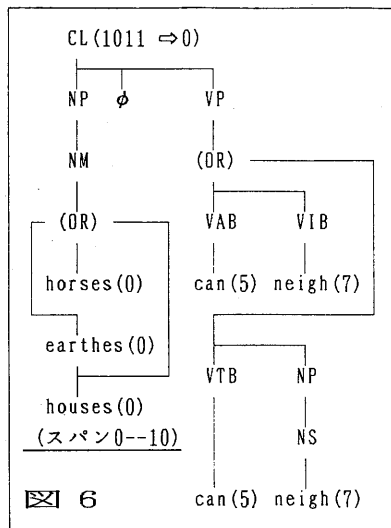 CL(1011 ⇒0)
NP φ VP
NM (OR)
(OR) VAB VIB
horses(0) can(5) neigh(7)
earthes(0)
VTB NP
houses(0)
NS
(スパン0--10)
図 6 can(5) neigh(7)